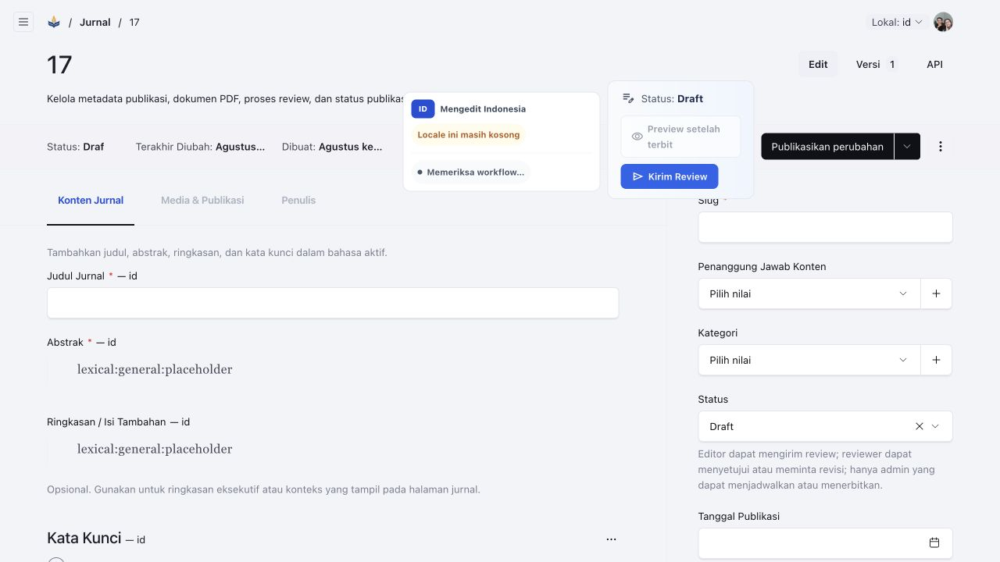 / Jurnal / 17
Lokal: id
17
Edit
Versi 1
API
Kelola metadata publikasi, dokumen PDF, proses review, dan status publikas
ID Mengedit Indonesia
Locale ini masih kosong
Memeriksa workflow...
Status: Draft
Preview setelah
terbit
Kirim Review
Status: Draf
Terakhir Diubah: Agustus...
Dibuat: Agustus ke...
Publikasikan perubahan
Konten Jurnal
Media & Publikasi
Penulis
Tambahkan judul, abstrak, ringkasan, dan kata kunci dalam bahasa aktif.
Judul Jurnal * — id
Abstrak * — id
lexical:general:placeholder
Ringkasan / Isi Tambahan — id
lexical:general:placeholder
Opsional. Gunakan untuk ringkasan eksekutif atau konteks yang tampil pada halaman jurnal.
Kata Kunci — id
Slug *
Penanggung Jawab Konten
Pilih nilai
Kategori
Pilih nilai
Status
Draft
Editor dapat mengirim review; reviewer dapat
menyetujui atau meminta revisi; hanya admin yang
dapat menjadwalkan atau menerbitkan.
Tanggal Publikasi